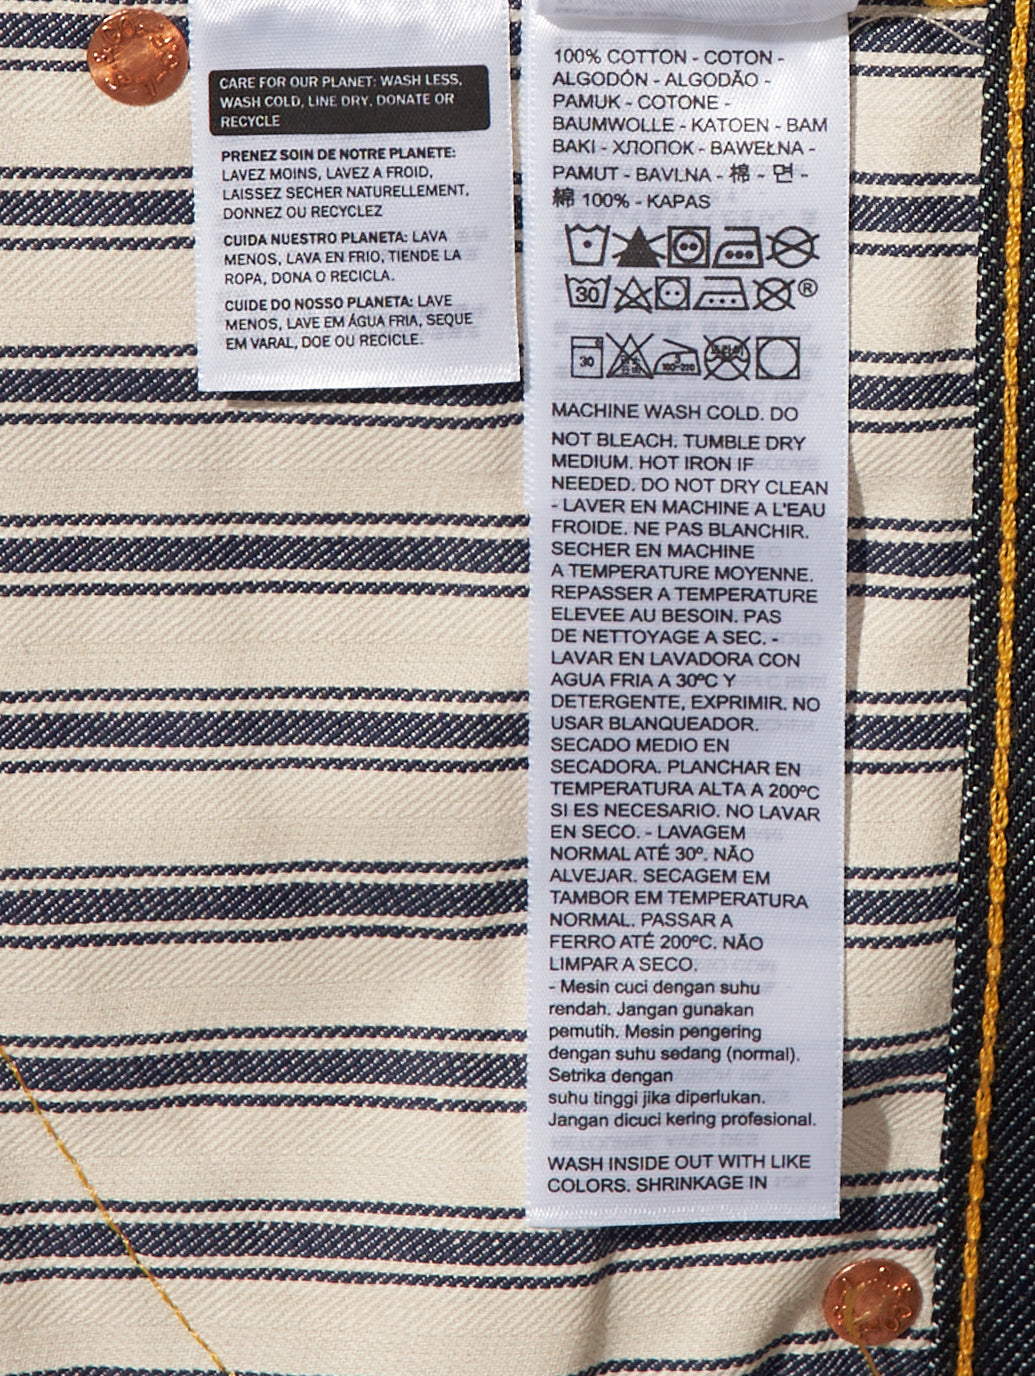 CARE FOR OUR PLANET: WASH LESS,
WASH COLD, LINE DRY, DONATE OR
RECYCLE
PRENEZ SOIN DE NOTRE PLANETE:
LAVEZ MOINS, LAVEZ A FROID,
LAISSEZ SECHER NATURELLEMENT,
DONNEZ OU RECYCLEZ
CUIDA NUESTRO PLANETA: LAVA
MENOS, LAVA EN FRIO, TIENDE LA
ROPA, DONA O RECICLA.
CUIDE DO NOSSO PLANETA: LAVE
MENOS, LAVE EM ÁGUA FRIA, SEQUE
EM VARAL, DOE OU RECICLE.
100% COTTON - COTON -
ALGODÓN - ALGODÃO -
PAMUK - COTONE -
BAUMWOLLE - KATOEN - BAM
BAKI - ХЛОПОК - BAWEŁNA -
PAMUT - BAVLNA - 棉 - 면 -
綿 100% - KAPAS
30 ®
30
MACHINE WASH COLD. DO
NOT BLEACH. TUMBLE DRY
MEDIUM. HOT IRON IF
NEEDED. DO NOT DRY CLEAN
- LAVER EN MACHINE A L'EAU
FROIDE. NE PAS BLANCHIR.
SECHER EN MACHINE
A TEMPERATURE MOYENNE.
REPASSER A TEMPERATURE
ELEVEE AU BESOIN. PAS
DE NETTOYAGE A SEC. -
LAVAR EN LAVADORA CON
AGUA FRIA A 30ºC Y
DETERGENTE, EXPRIMIR. NO
USAR BLANQUEADOR.
SECADO MEDIO EN
SECADORA. PLANCHAR EN
TEMPERATURA ALTA A 200ºC
SI ES NECESARIO. NO LAVAR
EN SECO. - LAVAGEM
NORMAL ATÉ 30º. NÃO
ALVEJAR. SECAGEM EM
TAMBOR EM TEMPERATURA
NORMAL. PASSAR A
FERRO ATÉ 200ºC. NÃO
LIMPAR A SECO.
- Mesin cuci dengan suhu
rendah. Jangan gunakan
pemutih. Mesin pengering
dengan suhu sedang (normal).
Setrika dengan
suhu tinggi jika diperlukan.
Jangan dicuci kering profesional.
WASH INSIDE OUT WITH LIKE
COLORS. SHRINKAGE IN